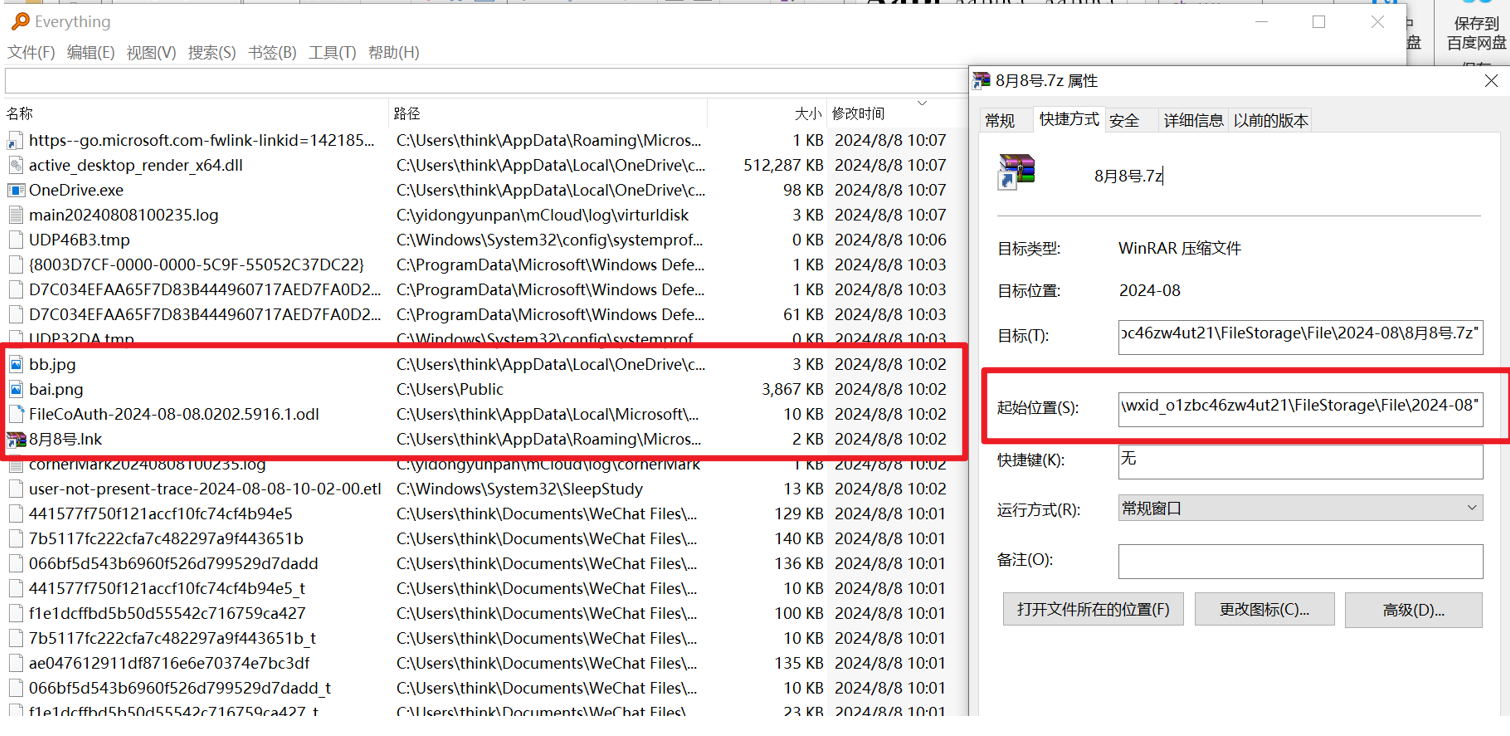 Everything
保存到
百度网盘
文件(F) 编辑(E) 视图(V) 搜索(S) 书签(B) 工具(T) 帮助(H)
名称 路径 大小 修改时间
https--go.microsoft.com-fwlink-linkid=142185... C:\Users\think\AppData\Roaming\Micros... 1 KB 2024/8/8 10:07
active_desktop_render_x64.dll C:\Users\think\AppData\Local\OneDrive\c... 512,287 KB 2024/8/8 10:07
OneDrive.exe C:\Users\think\AppData\Local\OneDrive\c... 98 KB 2024/8/8 10:07
main20240808100235.log C:\yidongyunpan\mCloud\log\virturldisk 3 KB 2024/8/8 10:07
UDP46B3.tmp C:\Windows\System32\config\systemprof... 0 KB 2024/8/8 10:06
{8003D7CF-0000-0000-5C9F-55052C37DC22} C:\ProgramData\Microsoft\Windows Defe... 1 KB 2024/8/8 10:03
D7C034EFAA65F7D83B444960717AED7FA0D2... C:\ProgramData\Microsoft\Windows Defe... 1 KB 2024/8/8 10:03
D7C034EFAA65F7D83B444960717AED7FA0D2... C:\ProgramData\Microsoft\Windows Defe... 61 KB 2024/8/8 10:03
UDP32DA.tmp C:\Windows\System32\config\systemprof... 0 KB 2024/8/8 10:03
bb.jpg C:\Users\think\AppData\Local\OneDrive\c... 3 KB 2024/8/8 10:02
bai.png C:\Users\Public 3,867 KB 2024/8/8 10:02
FileCoAuth-2024-08-08.0202.5916.1.odl C:\Users\think\AppData\Local\Microsoft\... 10 KB 2024/8/8 10:02
8月8号.lnk C:\Users\think\AppData\Roaming\Micros... 2 KB 2024/8/8 10:02
cornerMark20240808100235.log C:\yidongyunpan\mCloud\log\cornerMark 1 KB 2024/8/8 10:02
user-not-present-trace-2024-08-08-10-02-00.etl C:\Windows\System32\SleepStudy 13 KB 2024/8/8 10:02
441577f750f121accf10fc74cf4b94e5 C:\Users\think\Documents\WeChat Files\... 129 KB 2024/8/8 10:01
7b5117fc222cfa7c482297a9f443651b C:\Users\think\Documents\WeChat Files\... 140 KB 2024/8/8 10:01
066bf5d543b6960f526d799529d7dadd C:\Users\think\Documents\WeChat Files\... 136 KB 2024/8/8 10:01
441577f750f121accf10fc74cf4b94e5_t C:\Users\think\Documents\WeChat Files\... 10 KB 2024/8/8 10:01
f1e1dcffbd5b50d55542c716759ca427 C:\Users\think\Documents\WeChat Files\... 100 KB 2024/8/8 10:01
7b5117fc222cfa7c482297a9f443651b_t C:\Users\think\Documents\WeChat Files\... 10 KB 2024/8/8 10:01
ae047612911df8716e6e70374e7bc3df C:\Users\think\Documents\WeChat Files\... 135 KB 2024/8/8 10:01
066bf5d543b6960f526d799529d7dadd_t C:\Users\think\Documents\WeChat Files\... 10 KB 2024/8/8 10:01
f1e1dcffbd5b50d55542c716759ca427_t C:\Users\think\Documents\WeChat Files\... 23 KB 2024/8/8 10:01
8月8号.7z 属性
常规 快捷方式 安全 详细信息 以前的版本
8月8号.7z
目标类型: WinRAR 压缩文件
目标位置: 2024-08
目标(T): bc46zw4ut21\FileStorage\File\2024-08\8月8号.7z"
起始位置(S): \wxid_o1zbc46zw4ut21\FileStorage\File\2024-08"
快捷键(K): 无
运行方式(R): 常规窗口
备注(O):
打开文件所在的位置(F) 更改图标(C)... 高级(D)...